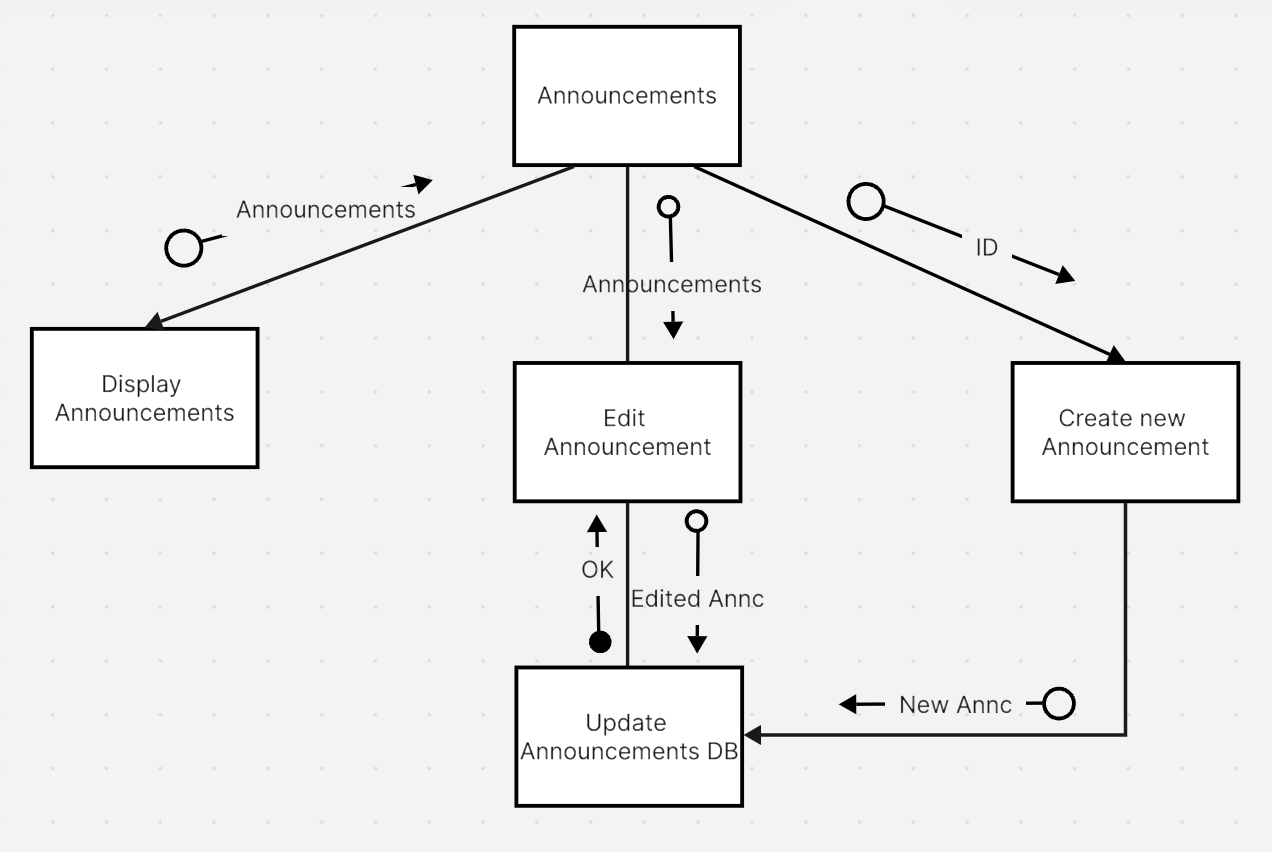 Announcements
Announcements
ID
Announcements
Display
Announcements
Edit
Announcement
Create new
Announcement
OK
Edited Annc
New Annc
Update
Announcements DB